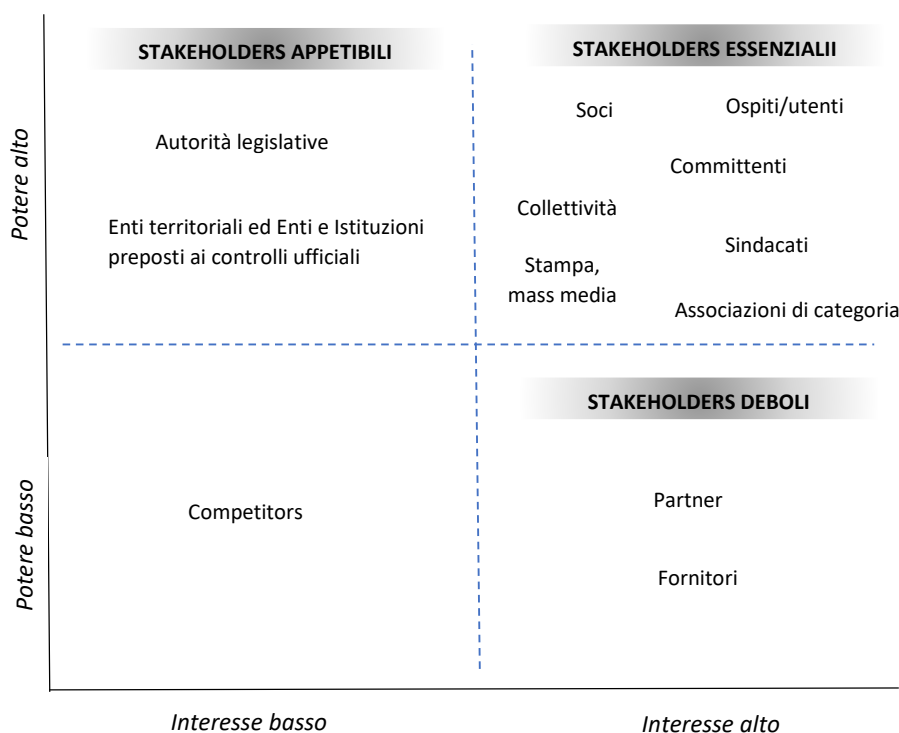 STAKEHOLDERS APPETIBILI
STAKEHOLDERS ESSENZIALII
Potere alto
Autorità legislative
Enti territoriali ed Enti e Istituzioni
preposti ai controlli ufficiali
Soci
Ospiti/utenti
Committenti
Collettività
Sindacati
Stampa,
mass media
Associazioni di categoria
Potere basso
Competitors
STAKEHOLDERS DEBOLI
Partner
Fornitori
Interesse basso
Interesse alto